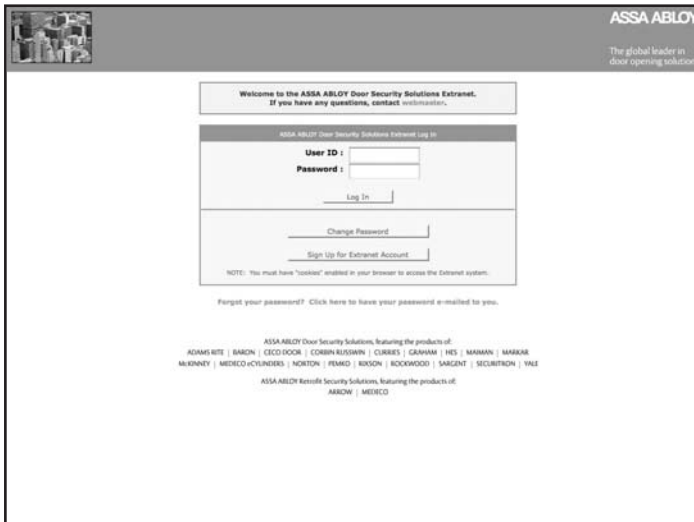 ASSA ABLOY
The global leader in
door opening solution
Welcome to the ASSA ABLOY Door Security Solutions Extranet.
If you have any questions, contact webmaster.
ASSA ABLOY Door Security Solutions Extranet Log In
User ID :
Password :
Log In
Change Password
Sign Up for Extranet Account
NOTE: You must have "cookies" enabled in your browser to access the Extranet system.
Forgot your password? Click here to have your password e-mailed to you.
ASSA ABLOY Door Security Solutions, featuring the products of:
ADAMS RITE | BARON | CECO DOOR | CORBIN RUSSWIN | CURRIES | GRAHAM | HES | MAIMAN | MARKAR
McKINNEY | MEDECO eCYLINDERS | NORTON | PEMKO | RIXSON | ROCKWOOD | SARGENT | SECURITRON | YALE
ASSA ABLOY Retrofit Security Solutions, featuring the products of:
ARROW | MEDECO